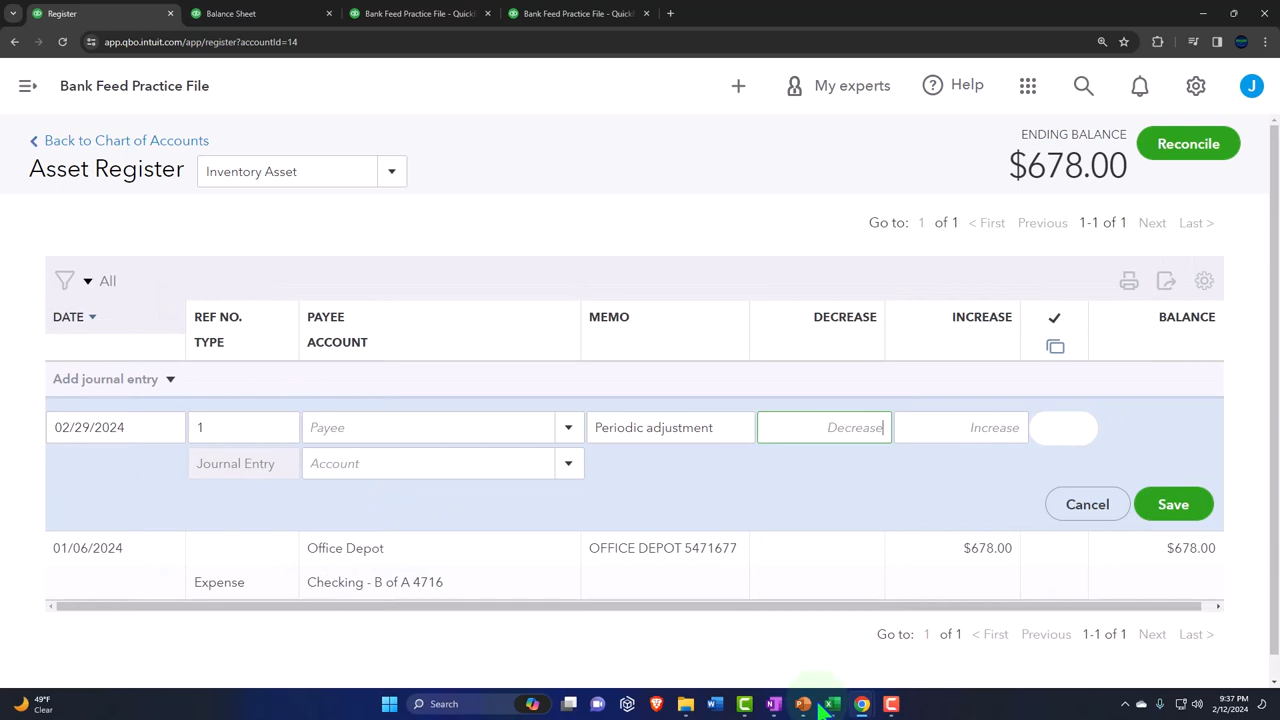 Register
Balance Sheet
Bank Feed Practice File - Quick
Bank Feed Practice File - Quick
app.qbo.intuit.com/app/register?accountId=14
Bank Feed Practice File
My experts
Help
J
Back to Chart of Accounts
Asset Register
Inventory Asset
ENDING BALANCE
$678.00
Reconcile
Go to: 1 of 1 < First Previous 1-1 of 1 Next Last >
All
DATE REF NO. PAYEE MEMO DECREASE INCREASE BALANCE
TYPE ACCOUNT
Add journal entry
02/29/2024 1 Payee Periodic adjustment Decrease Increase
Journal Entry Account
Cancel Save
01/06/2024 Office Depot OFFICE DEPOT 5471677 $678.00 $678.00
Expense Checking - B of A 4716
Go to: 1 of 1 < First Previous 1-1 of 1 Next Last >
49°F
Clear
Search
9:37 PM
2/12/2024